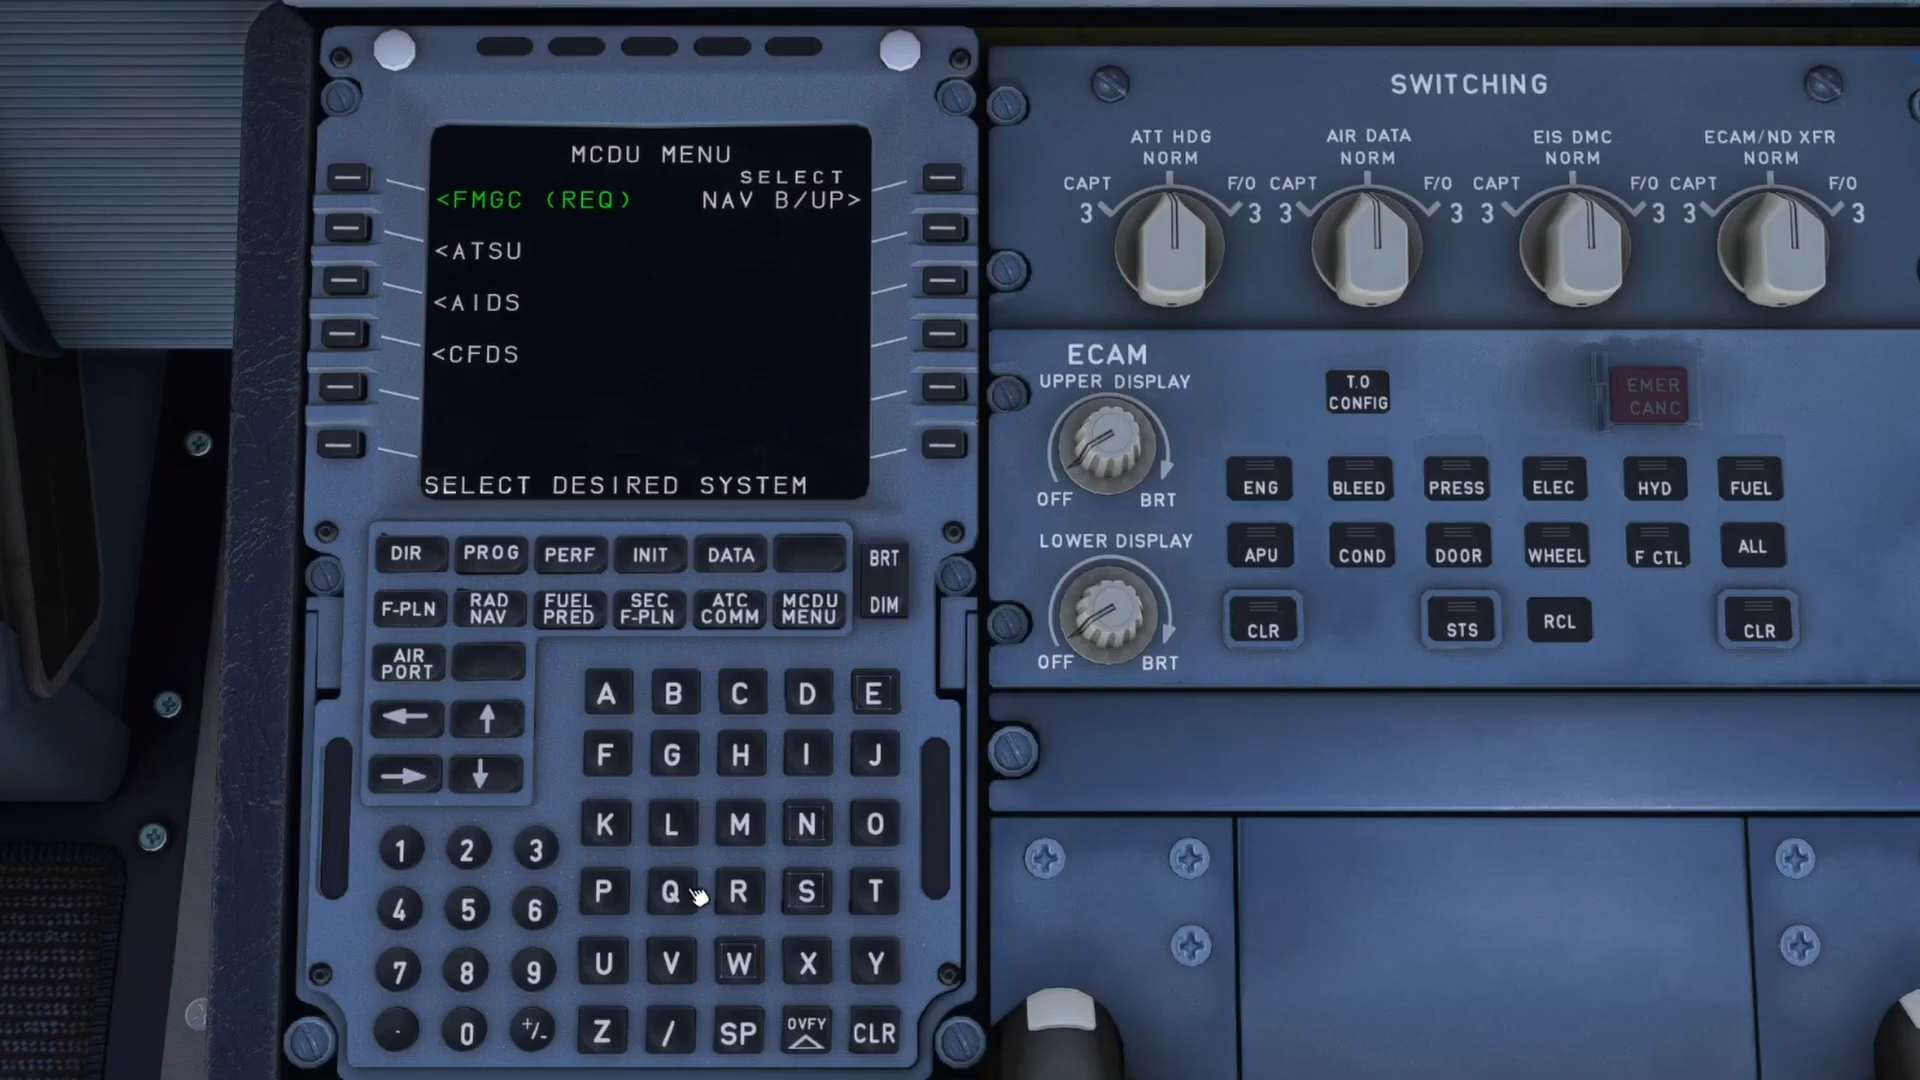 MCDU MENU
SELECT
<FMGC (REQ) NAV B/UP>
<ATSU
<AIDS
<CFDS
SELECT DESIRED SYSTEM
DIR PROG PERF INIT DATA
BRT
DIM
F-PLN RAD NAV FUEL PRED SEC F-PLN ATC COMM MCDU MENU
AIR PORT
A B C D E
F G H I J
K L M N O
P Q R S T
U V W X Y
Z / SP OVFY CLR
1 2 3
4 5 6
7 8 9
. 0 +/-
SWITCHING
ATT HDG AIR DATA EIS DMC ECAM/ND XFR
NORM NORM NORM NORM
CAPT F/O CAPT F/O CAPT F/O CAPT F/O
3 3 3 3 3 3 3 3
ECAM
UPPER DISPLAY
OFF BRT
LOWER DISPLAY
OFF BRT
T.O
CONFIG
EMER
CANC
ENG BLEED PRESS ELEC HYD FUEL
APU COND DOOR WHEEL F CTL ALL
CLR STS RCL CLR